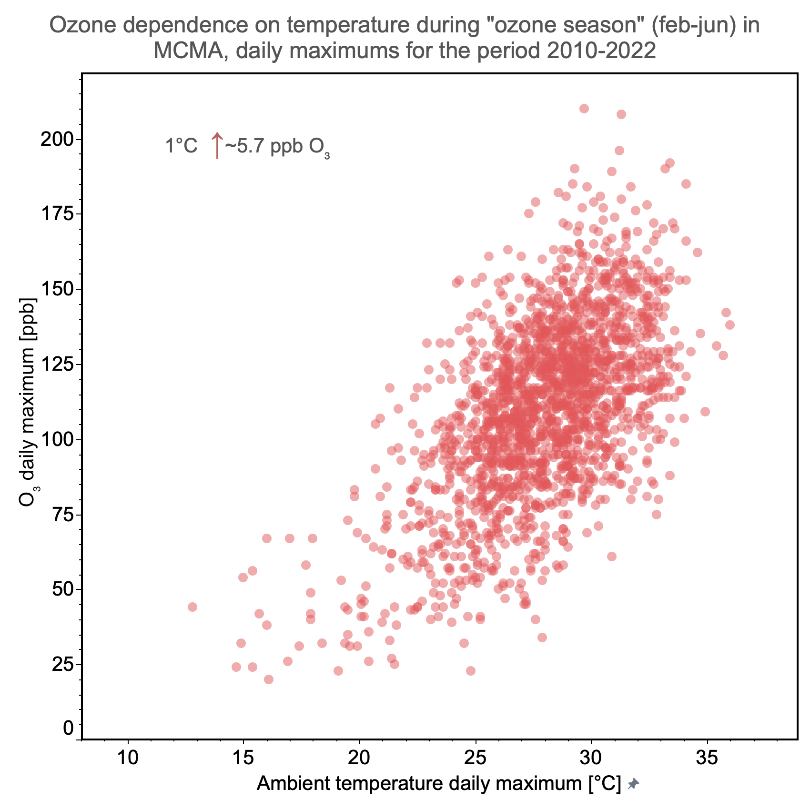 Ozone dependence on temperature during "ozone season" (feb-jun) in
MCMA, daily maximums for the period 2010-2022
1°C ↑~5.7 ppb O₃
200
175
150
125
100
75
50
25
0
O₃ daily maximum [ppb]
10 15 20 25 30 35
Ambient temperature daily maximum [°C]